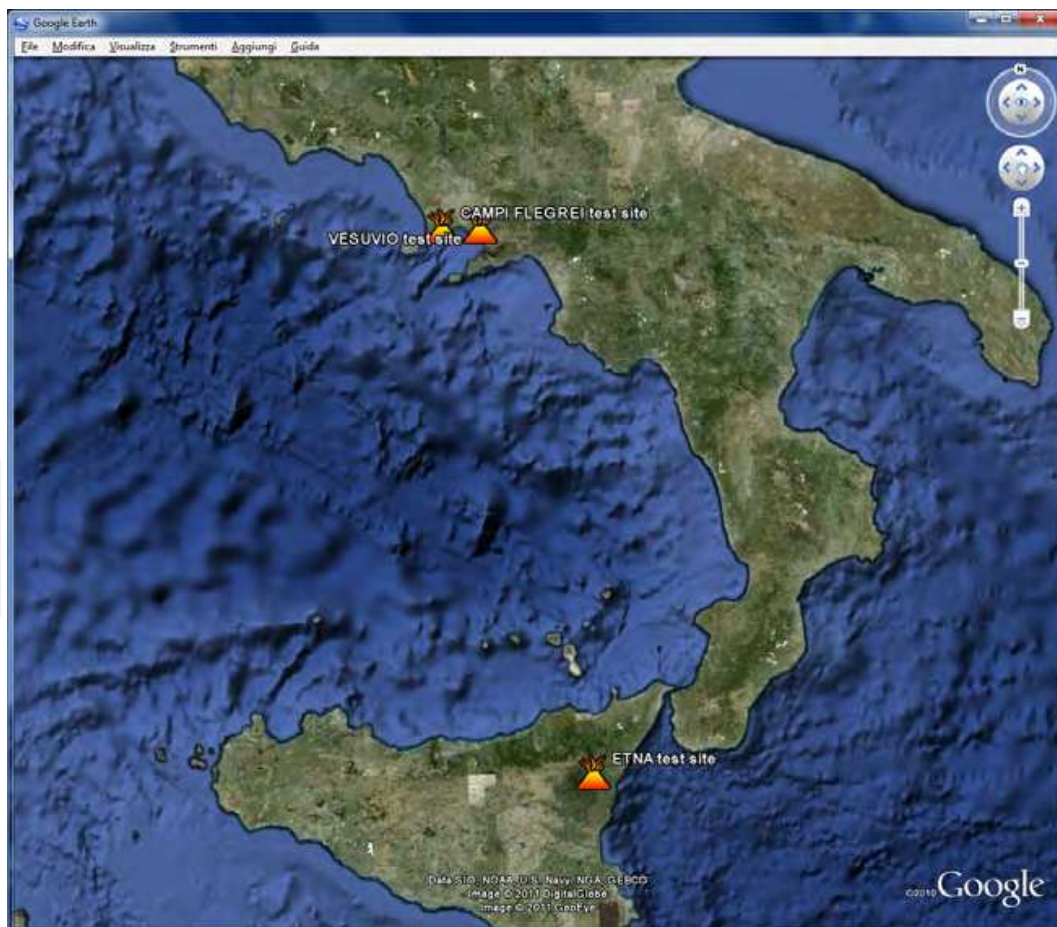 Google Earth
File Modifica Visualizza Strumenti Aggiungi Guida
N
CAMPI FLEGREI test site
VESUVIO test site
ETNA test site
Data SIO, NOAA, U.S. Navy, NGA, GEBCO
Image © 2011 DigitalGlobe
Image © 2011 GeoEye
©2010 Google